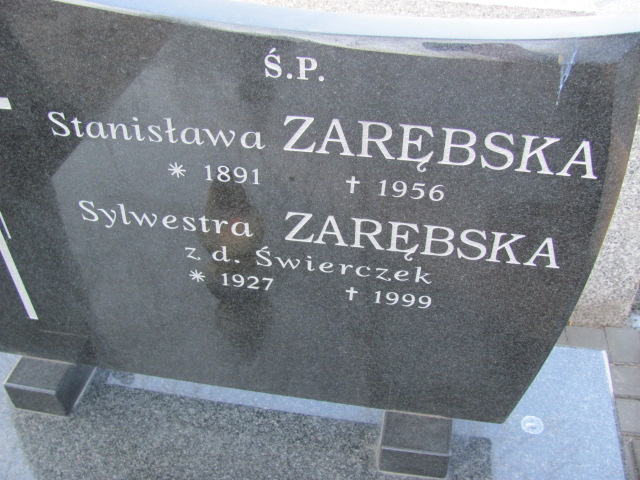 Ś.P.
Stanisława ZARĘBSKA
* 1891 † 1956
Sylwestra ZARĘBSKA
z d. Świerczek
* 1927 † 1999